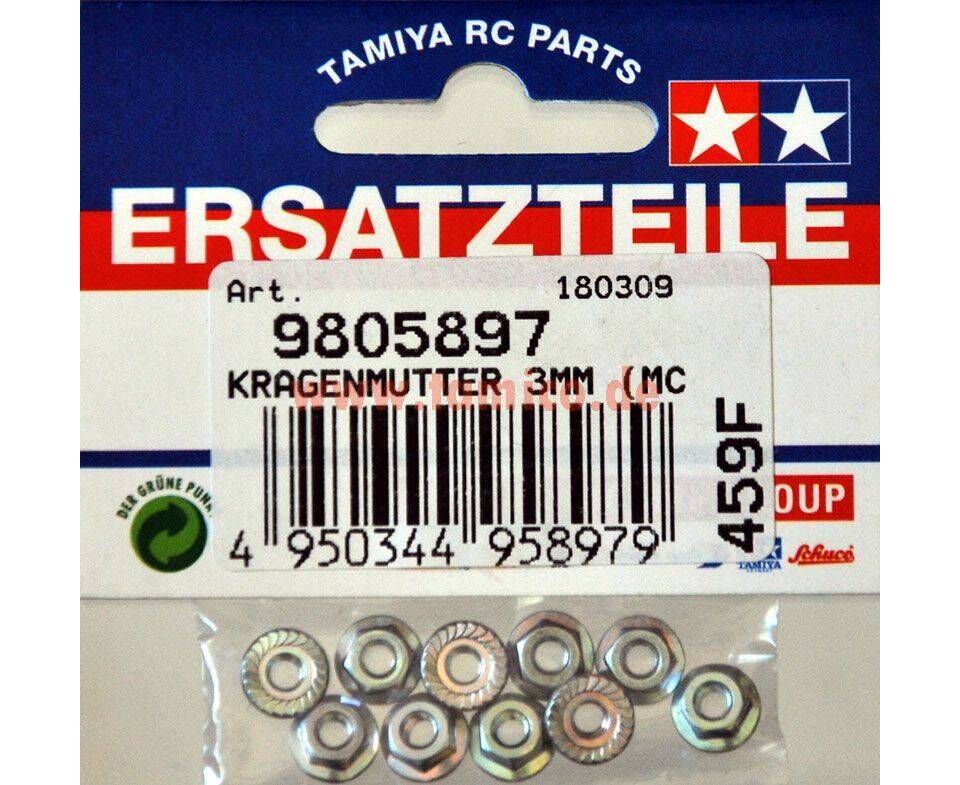 TAMIYA RC PARTS
ERSATZTEILE
Art. 180309
9805897
KRAGENMUTTER 3MM (MC
www.tamico.de
459F
4 950344 958979
DER GRÜNE PUNK
OUP
TAMIYA
Schuco